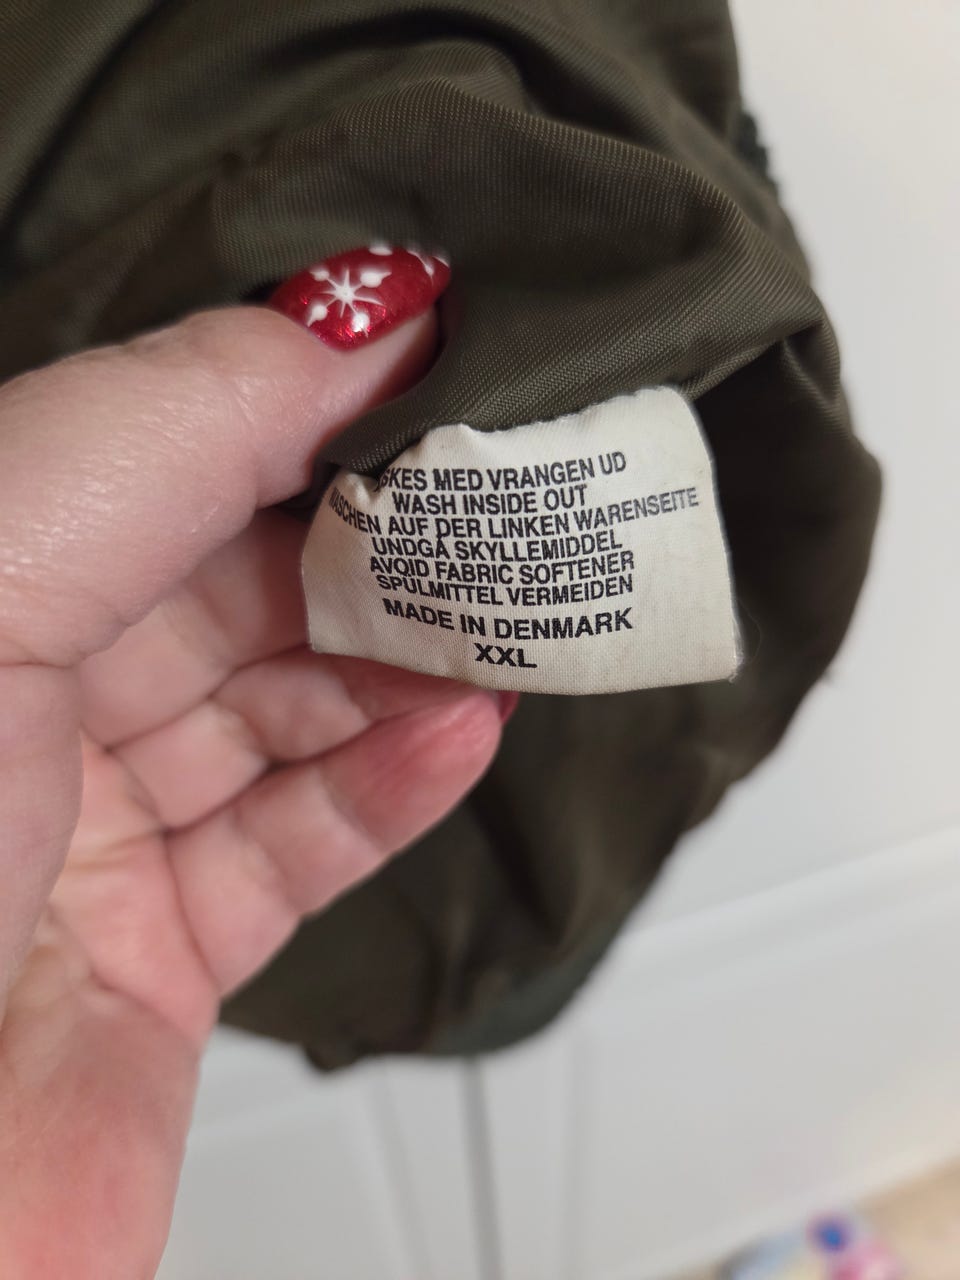 MED VRANGEN UD
WASH INSIDE OUT
WASCHEN AUF DER LINKEN WARENSEITE
UNDGÅ SKYLLEMIDDEL
AVOID FABRIC SOFTENER
SPÜLMITTEL VERMEIDEN
MADE IN DENMARK
XXL